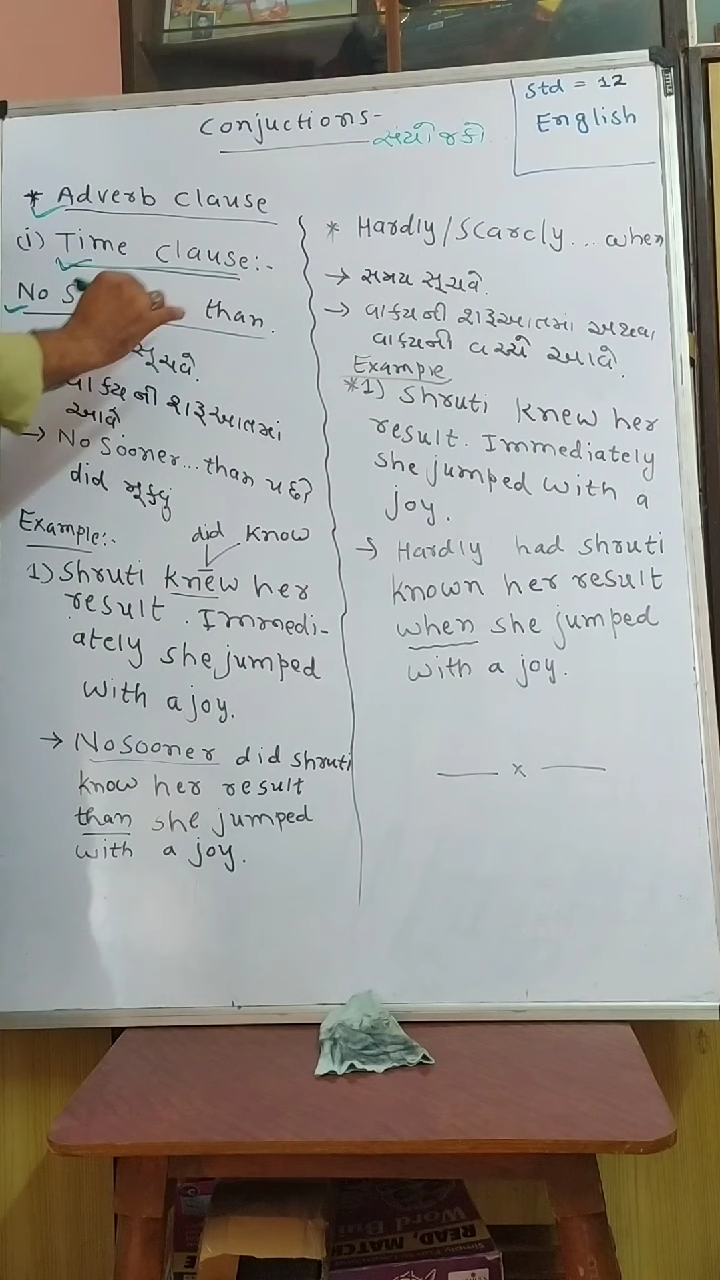 Conjuctions-
સંયોજકો
Std = 12
English
* Adverb clause
(i) Time clause:-
No S than.
સૂચવે.
વાક્યની શરૂઆતમાં
આવે
→ No sooner... than પછી
did મૂક્યું
Example:-
did know
1) Shruti knew her
result. Immedi-
ately she jumped
with a joy.
→ No sooner did shruti
know her result
than she jumped
with a joy.
* Hardly/Scarcly... when
→ સમય સૂચવે.
→ વાક્યની શરૂઆતમાં અથવા
વાક્યની વચ્ચે આવે.
Example
*1) Shruti knew her
result. Immediately
she jumped with a
joy.
→ Hardly had shruti
known her result
when she jumped
with a joy.
x
READ, MATC